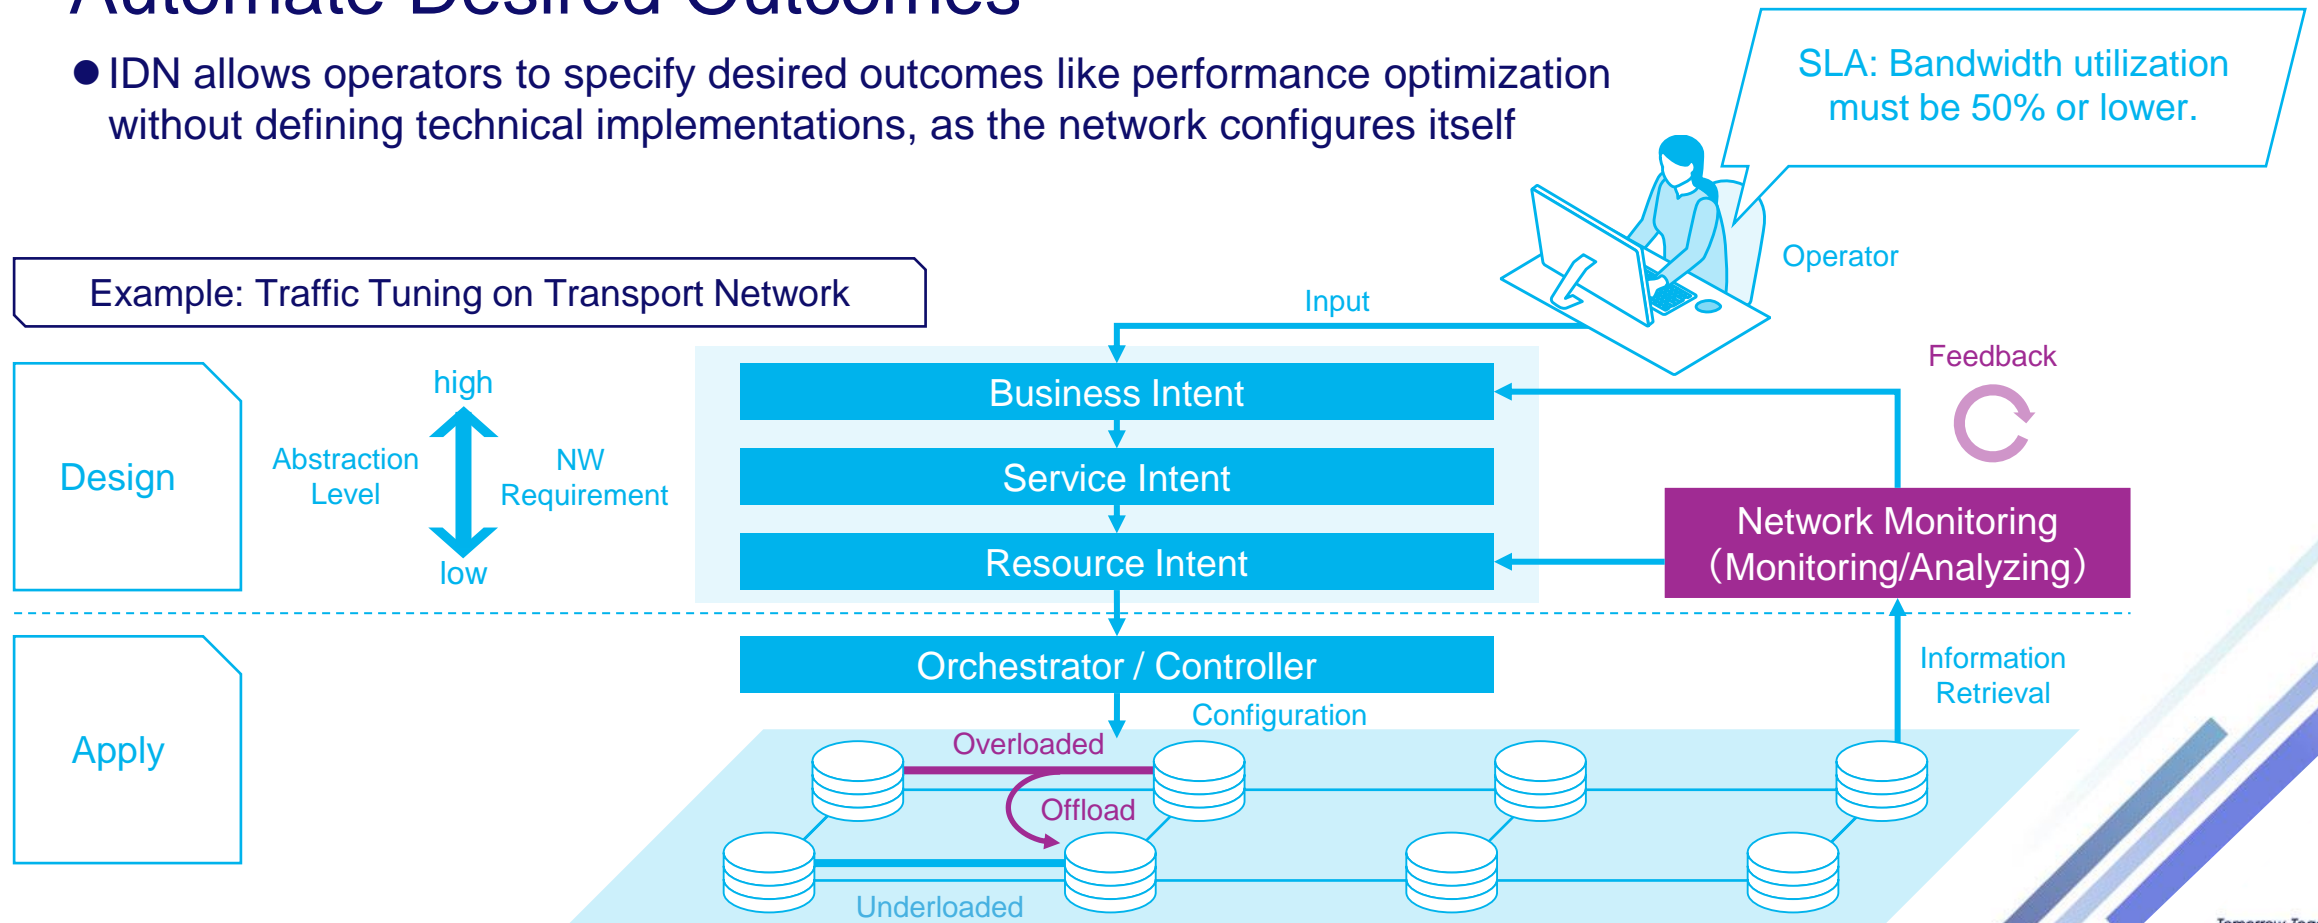 Automate Desired Outcomes
● IDN allows operators to specify desired outcomes like performance optimization
without defining technical implementations, as the network configures itself
SLA: Bandwidth utilization
must be 50% or lower.
Operator
Example: Traffic Tuning on Transport Network
Input
Feedback
Design
high
Abstraction
Level
NW
Requirement
low
Business Intent
Service Intent
Resource Intent
Network Monitoring
（Monitoring/Analyzing）
Apply
Orchestrator / Controller
Information
Retrieval
Configuration
Overloaded
Offload
Underloaded